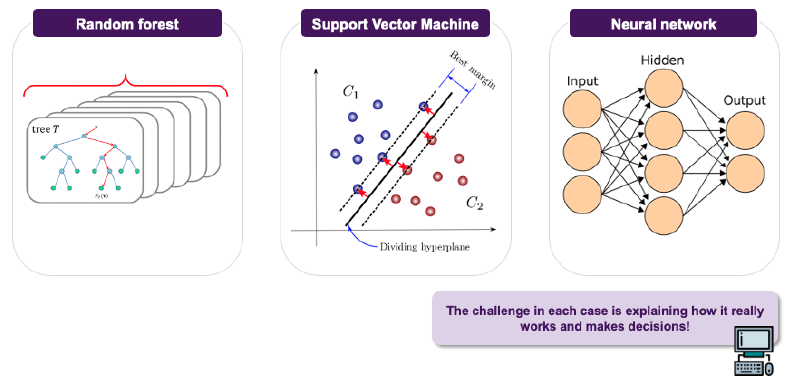 Random forest
tree T
Support Vector Machine
Best margin
C1
C2
Dividing hyperplane
Neural network
Input
Hidden
Output
The challenge in each case is explaining how it really
works and makes decisions!